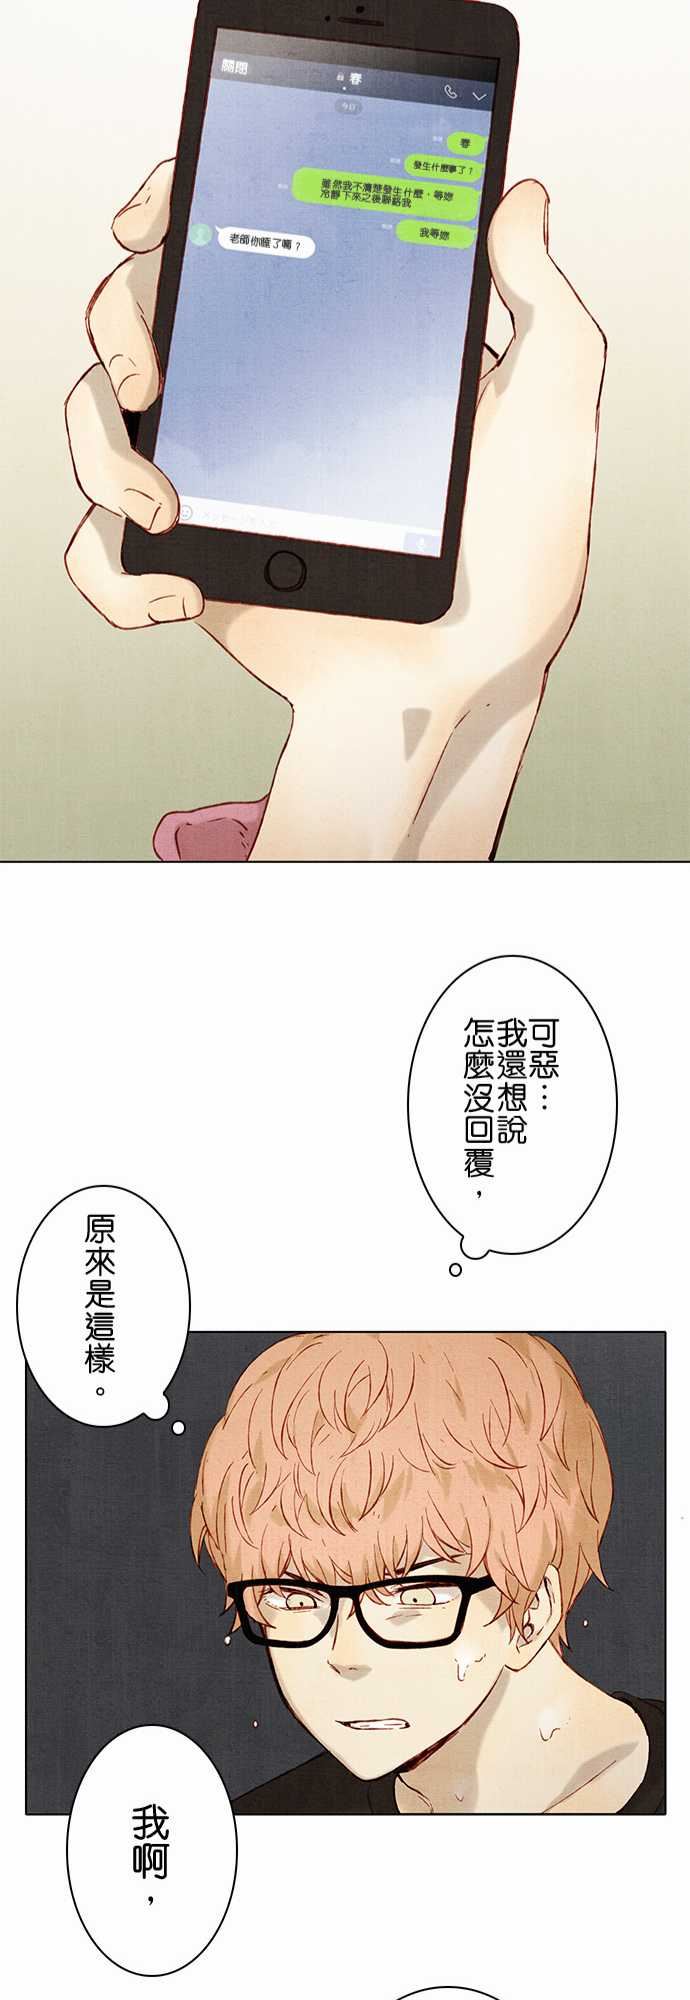 關閉
春
今日
春
發生什麼事了？
雖然我不清楚發生什麼，等妳
冷靜下來之後聯絡我
我等妳
老師你睡了嗎？
可惡…
我還想說
怎麼沒回覆，
原來是這樣。
我啊，